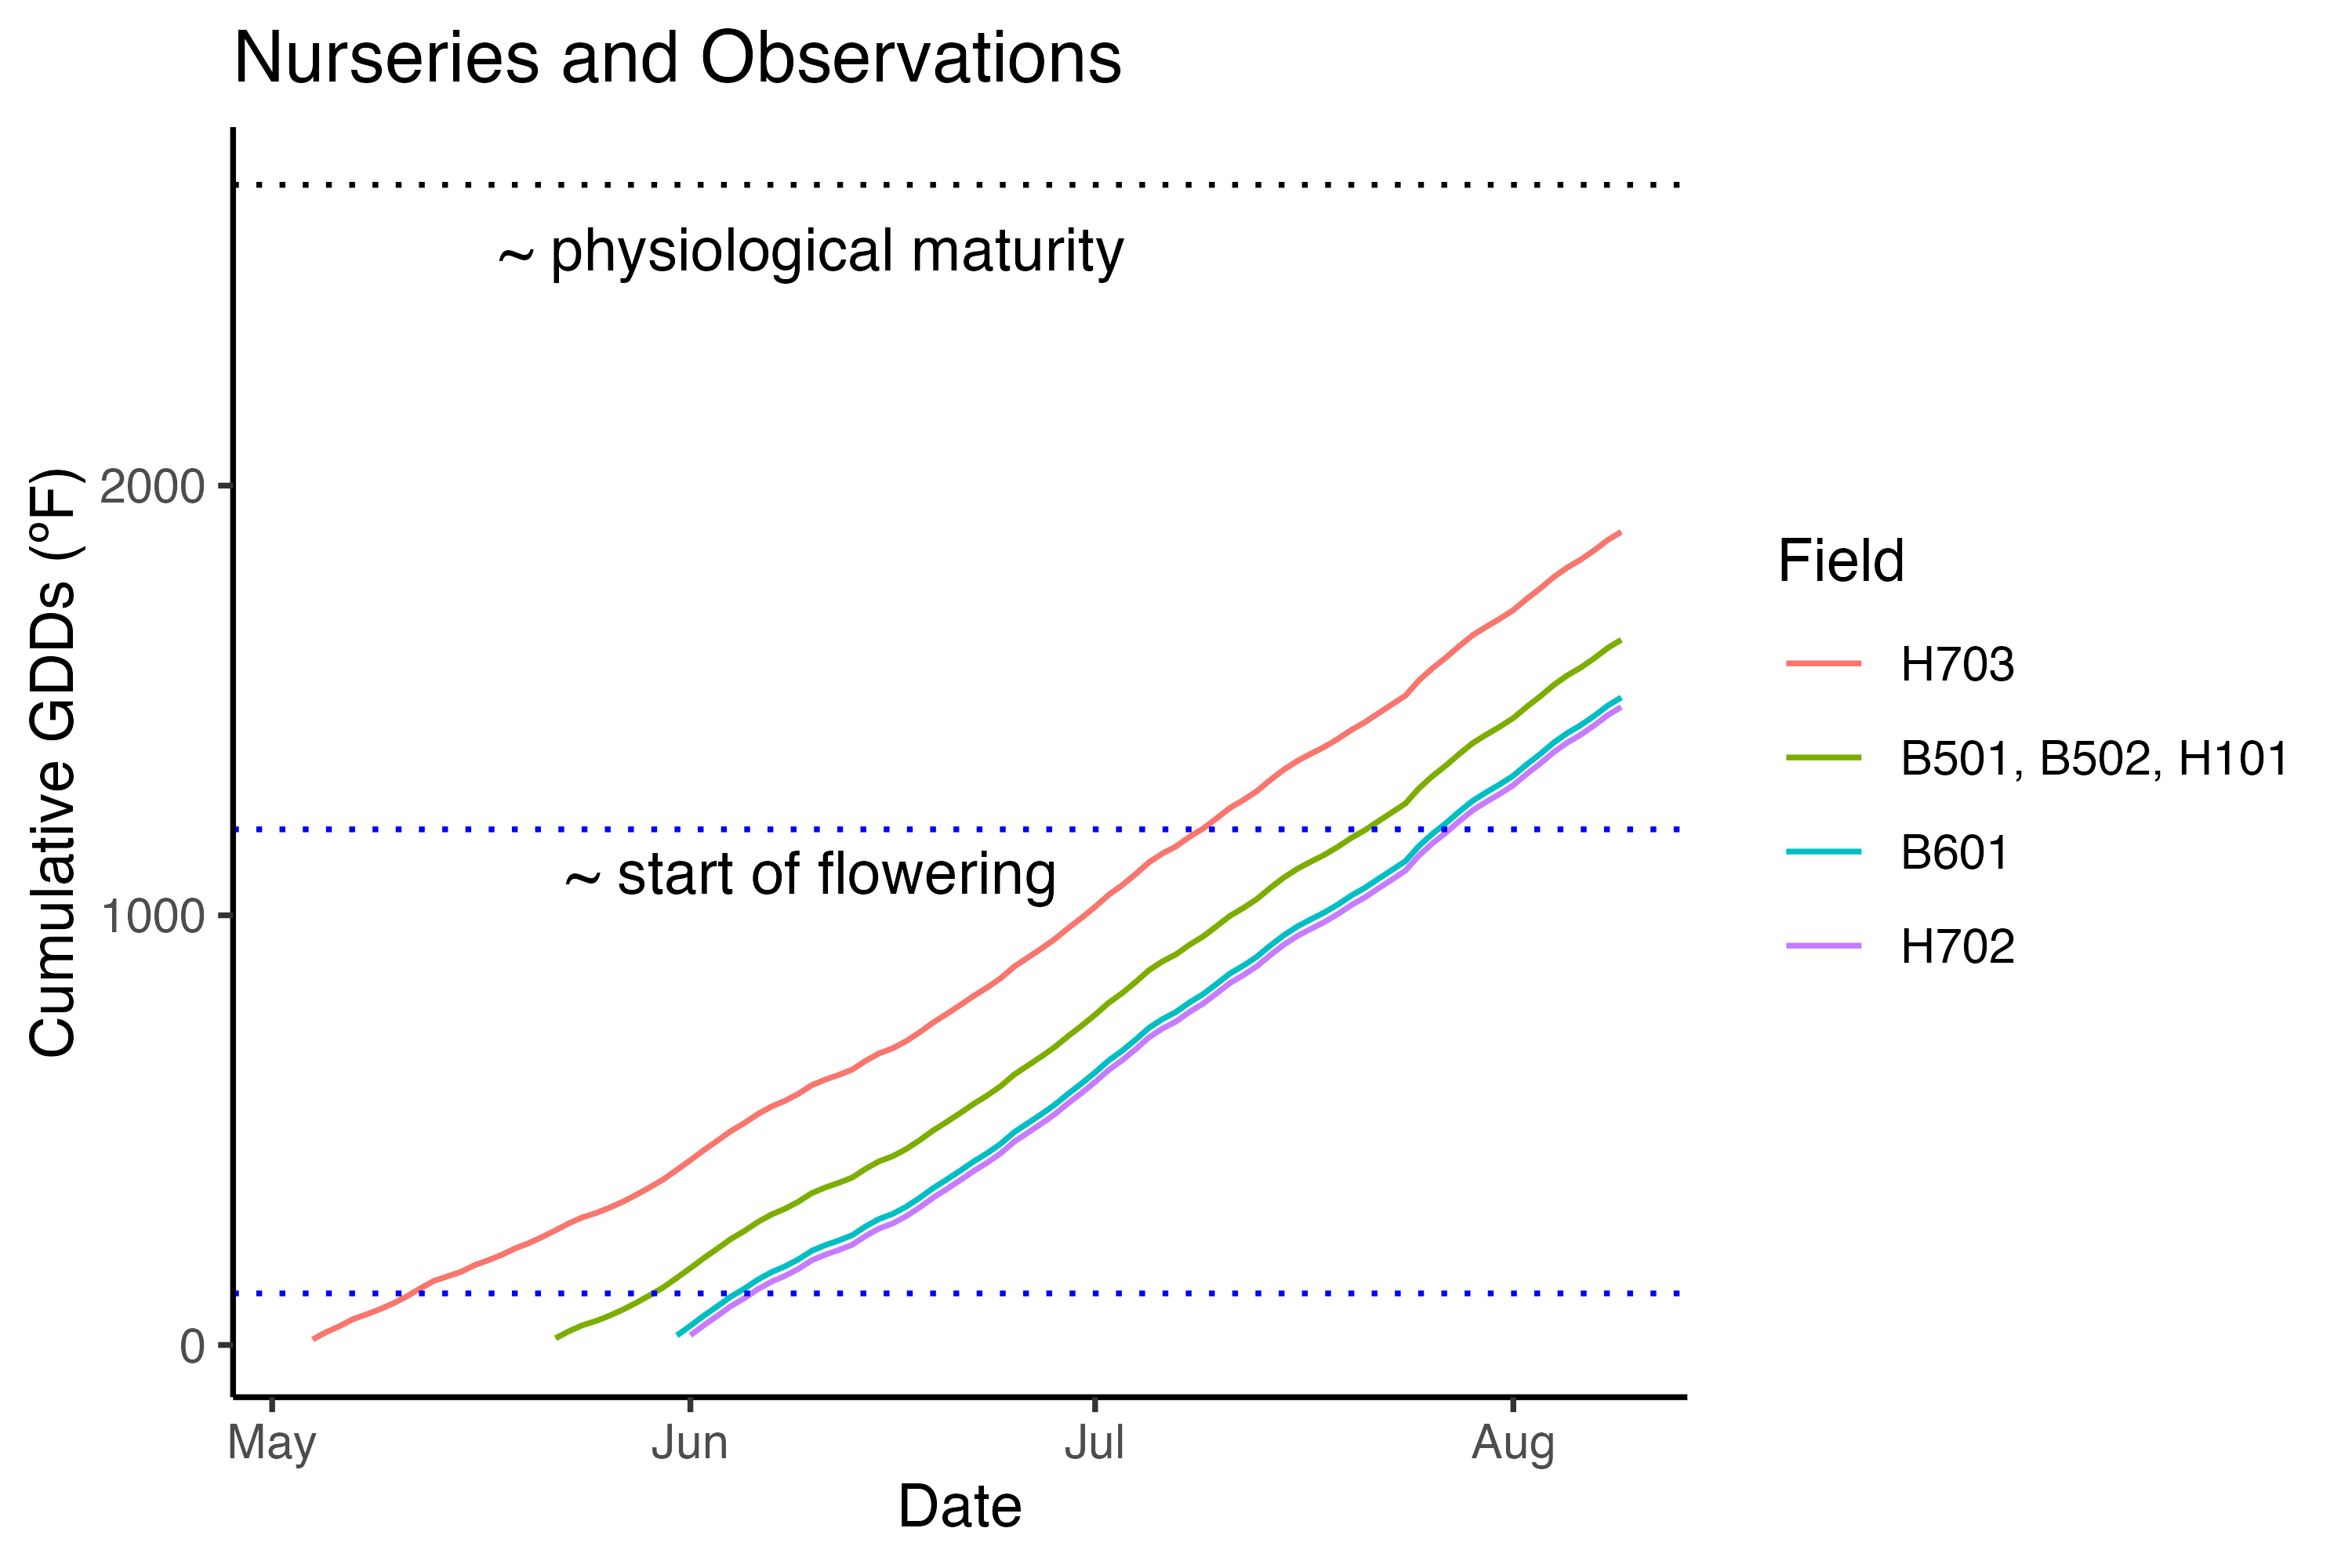 Nurseries and Observations
~ physiological maturity
2000
~ start of flowering
1000
0
Cumulative GDDs (ºF)
May Jun Jul Aug
Date
Field
H703
B501, B502, H101
B601
H702